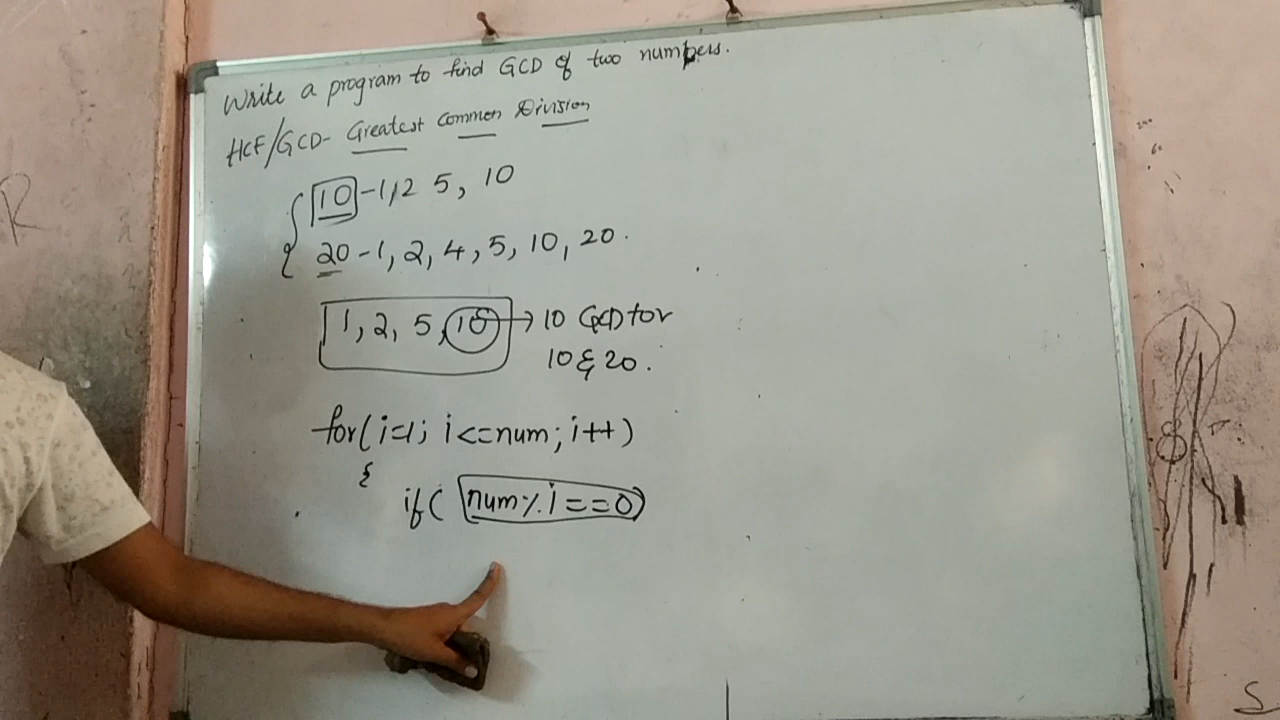 Write a program to find GCD of two numbers.
HCF/GCD- Greatest Common Division
10 -1,2 5, 10
20 -1, 2, 4, 5, 10, 20.
1, 2, 5, 10 → 10 GCD for
10 & 20.
for(i=1; i<=num; i++)
{
if( num%i==0)
R
S